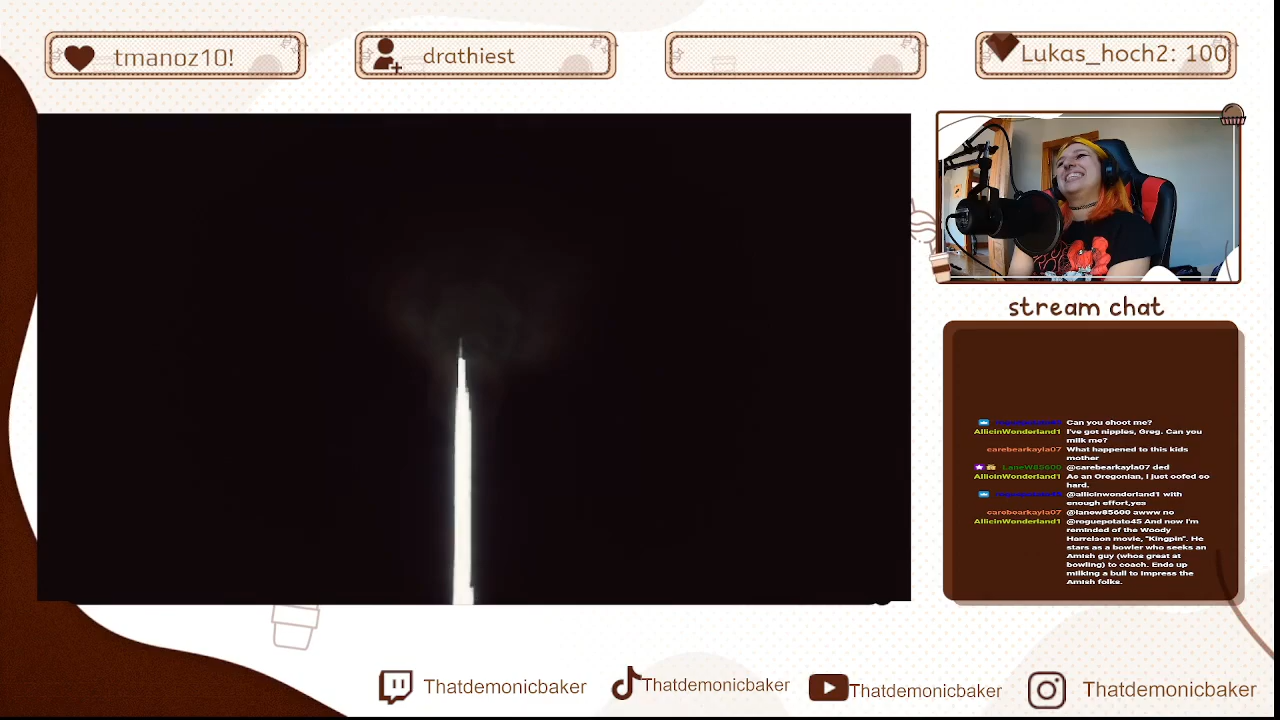 tmanoz10!
drathiest
Lukas_hoch2: 100
stream chat
Can you shoot me?
AllicinWonderland1 I've got nipples, Greg. Can you
milk me?
carebearkayla07 What happened to this kids
mother
LaneW85600 @carebearkayla07 ded
AllicinWonderland1 As an Oregonian, I just oofed so
hard.
@allicinwonderland1 with
enough effort,yes
carebearkayla07 @lanew85600 awww no
AllicinWonderland1 @roguepotato45 And now I'm
reminded of the Woody
Harrelson movie, "Kingpin". He
stars as a bowler who seeks an
Amish guy (whos great at
bowling) to coach. Ends up
milking a bull to impress the
Amish folks.
Thatdemonicbaker
Thatdemonicbaker
Thatdemonicbaker
Thatdemonicbaker